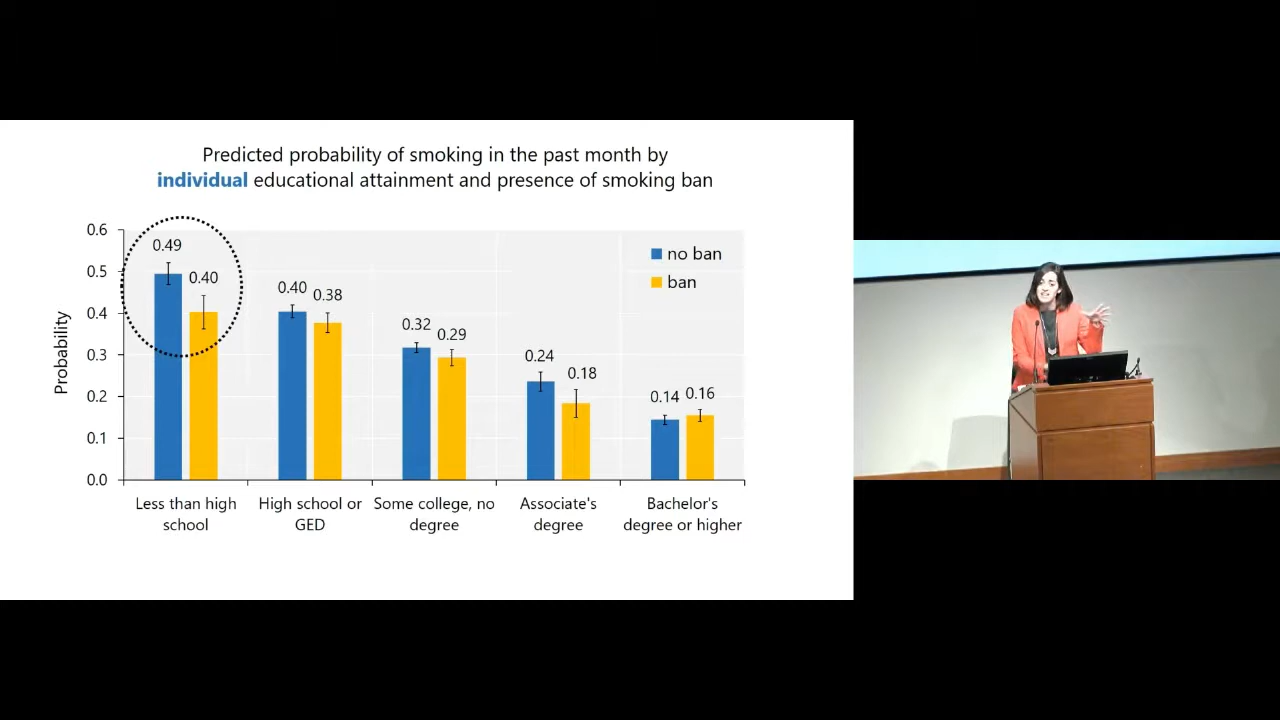 Predicted probability of smoking in the past month by
individual educational attainment and presence of smoking ban
Probability
0.6
0.5
0.4
0.3
0.2
0.1
0.0
0.49
0.40
0.40
0.38
0.32
0.29
0.24
0.18
0.14
0.16
no ban
ban
Less than high
school
High school or
GED
Some college, no
degree
Associate's
degree
Bachelor's
degree or higher